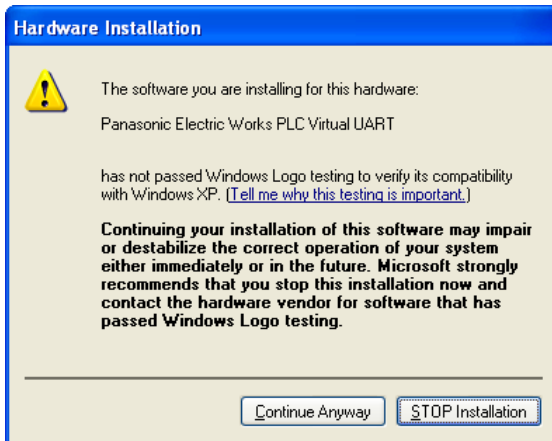 Hardware Installation
The software you are installing for this hardware:
Panasonic Electric Works PLC Virtual UART
has not passed Windows Logo testing to verify its compatibility
with Windows XP. (Tell me why this testing is important.)
Continuing your installation of this software may impair
or destabilize the correct operation of your system
either immediately or in the future. Microsoft strongly
recommends that you stop this installation now and
contact the hardware vendor for software that has
passed Windows Logo testing.
Continue Anyway
STOP Installation